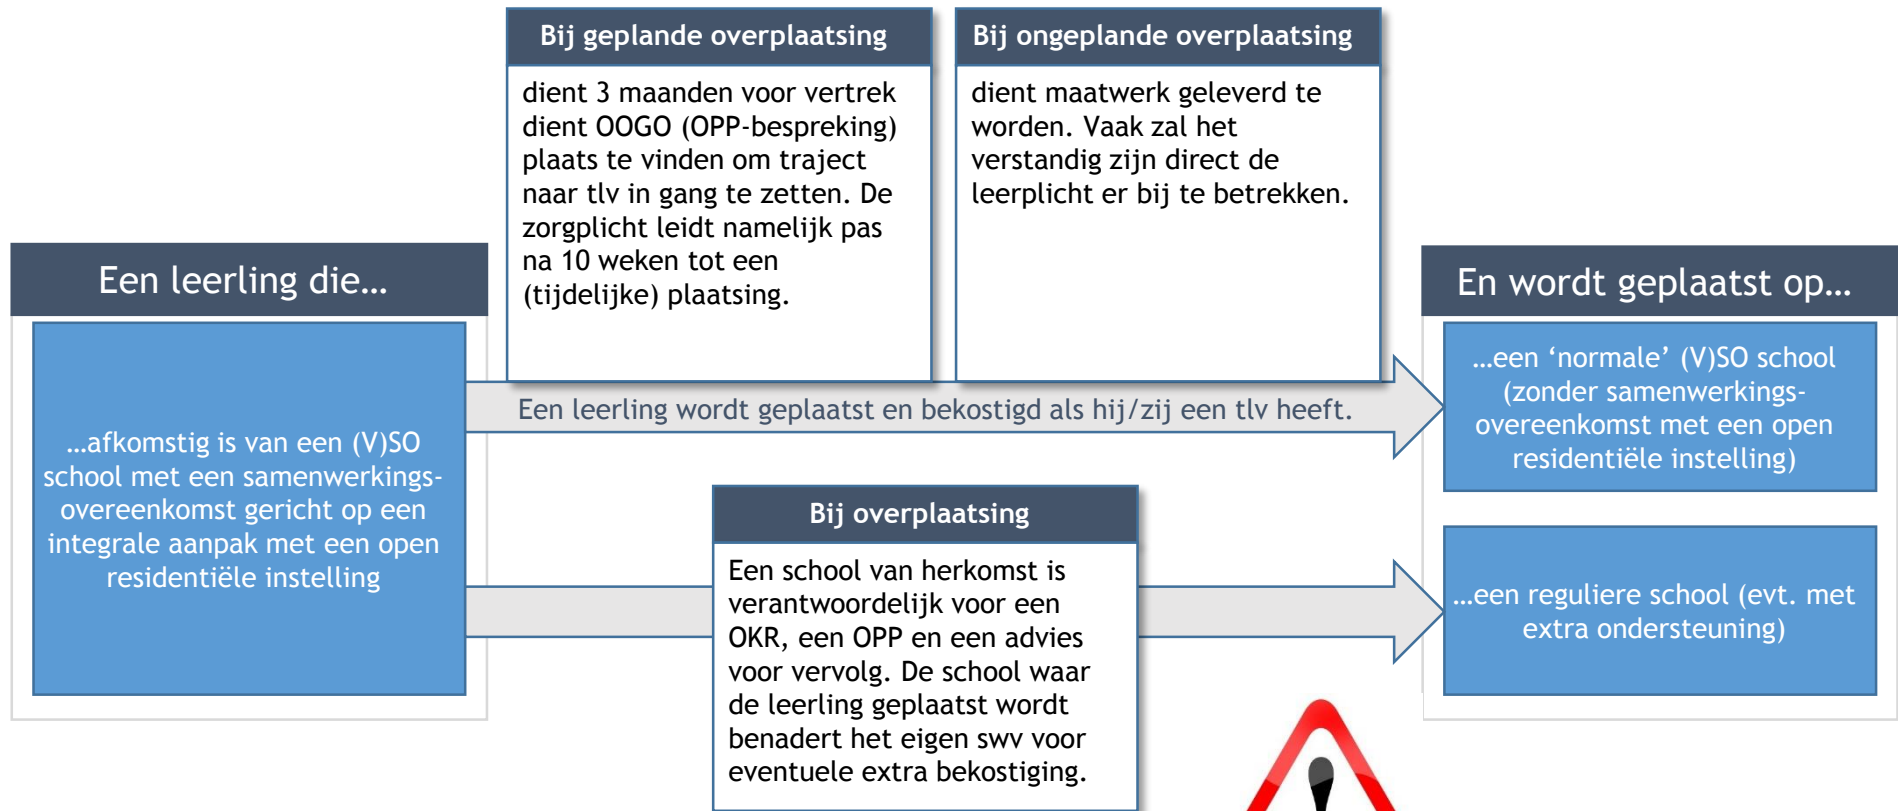 Bij geplande overplaatsing
dient 3 maanden voor vertrek
dient OOGO (OPP-bespreking)
plaats te vinden om traject
naar tlv in gang te zetten. De
zorgplicht leidt namelijk pas
na 10 weken tot een
(tijdelijke) plaatsing.
Bij ongeplande overplaatsing
dient maatwerk geleverd te
worden. Vaak zal het
verstandig zijn direct de
leerplicht er bij te betrekken.
Een leerling die…
…afkomstig is van een (V)SO
school met een samenwerkings-
overeenkomst gericht op een
integrale aanpak met een open
residentiële instelling
Een leerling wordt geplaatst en bekostigd als hij/zij een tlv heeft.
Bij overplaatsing
Een school van herkomst is
verantwoordelijk voor een
OKR, een OPP en een advies
voor vervolg. De school waar
de leerling geplaatst wordt
benadert het eigen swv voor
eventuele extra bekostiging.
En wordt geplaatst op…
…een ‘normale’ (V)SO school
(zonder samenwerkings-
overeenkomst met een open
residentiële instelling)
…een reguliere school (evt. met
extra ondersteuning)